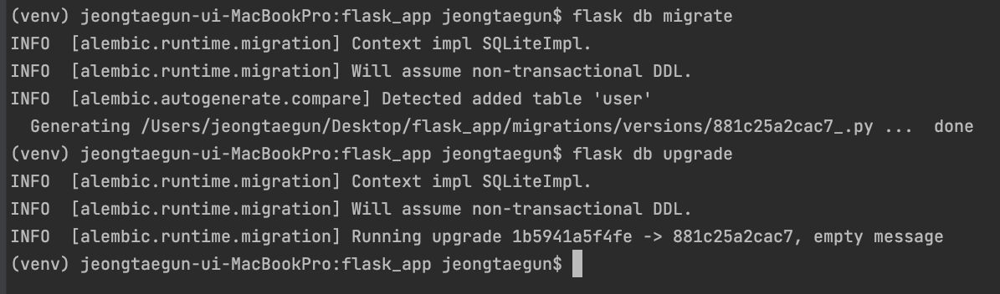 (venv) jeongtaegun-ui-MacBookPro:flask_app jeongtaegun$ flask db migrate
INFO  [alembic.runtime.migration] Context impl SQLiteImpl.
INFO  [alembic.runtime.migration] Will assume non-transactional DDL.
INFO  [alembic.autogenerate.compare] Detected added table 'user'
  Generating /Users/jeongtaegun/Desktop/flask_app/migrations/versions/881c25a2cac7_.py ...  done
(venv) jeongtaegun-ui-MacBookPro:flask_app jeongtaegun$ flask db upgrade
INFO  [alembic.runtime.migration] Context impl SQLiteImpl.
INFO  [alembic.runtime.migration] Will assume non-transactional DDL.
INFO  [alembic.runtime.migration] Running upgrade 1b5941a5f4fe -> 881c25a2cac7, empty message
(venv) jeongtaegun-ui-MacBookPro:flask_app jeongtaegun$